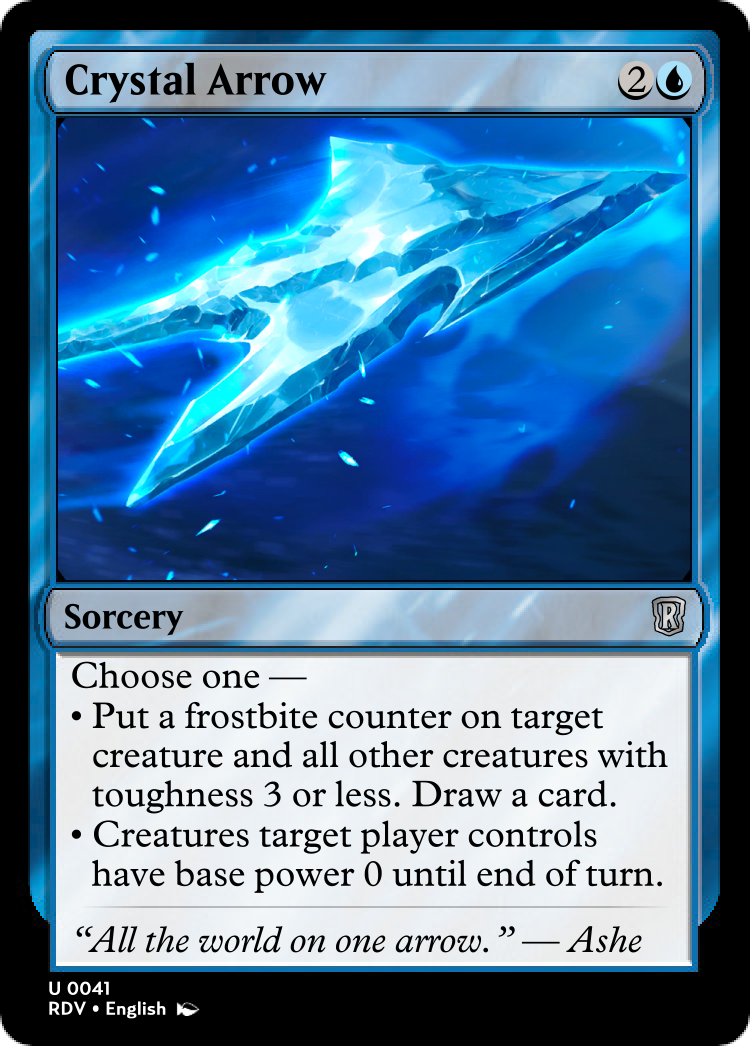 Crystal Arrow 2
Sorcery R
Choose one —
• Put a frostbite counter on target
creature and all other creatures with
toughness 3 or less. Draw a card.
• Creatures target player controls
have base power 0 until end of turn.
“All the world on one arrow.” — Ashe
U 0041
RDV • English